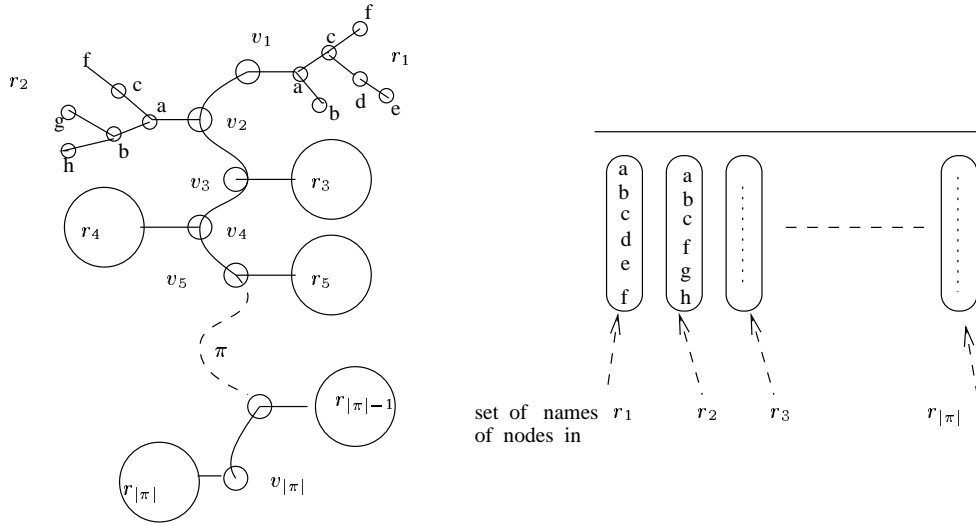 f
c
v₁
r₁
a
b
d
e
f
c
r₂
a
g
b
h
v₂
v₃
r₃
r₄
v₄
v₅
r₅
π
r|π|−1
r|π|
v|π|
a
b
c
d
e
f
a
b
c
f
g
h
set of names
of nodes in
r₁
r₂
r₃
r|π|